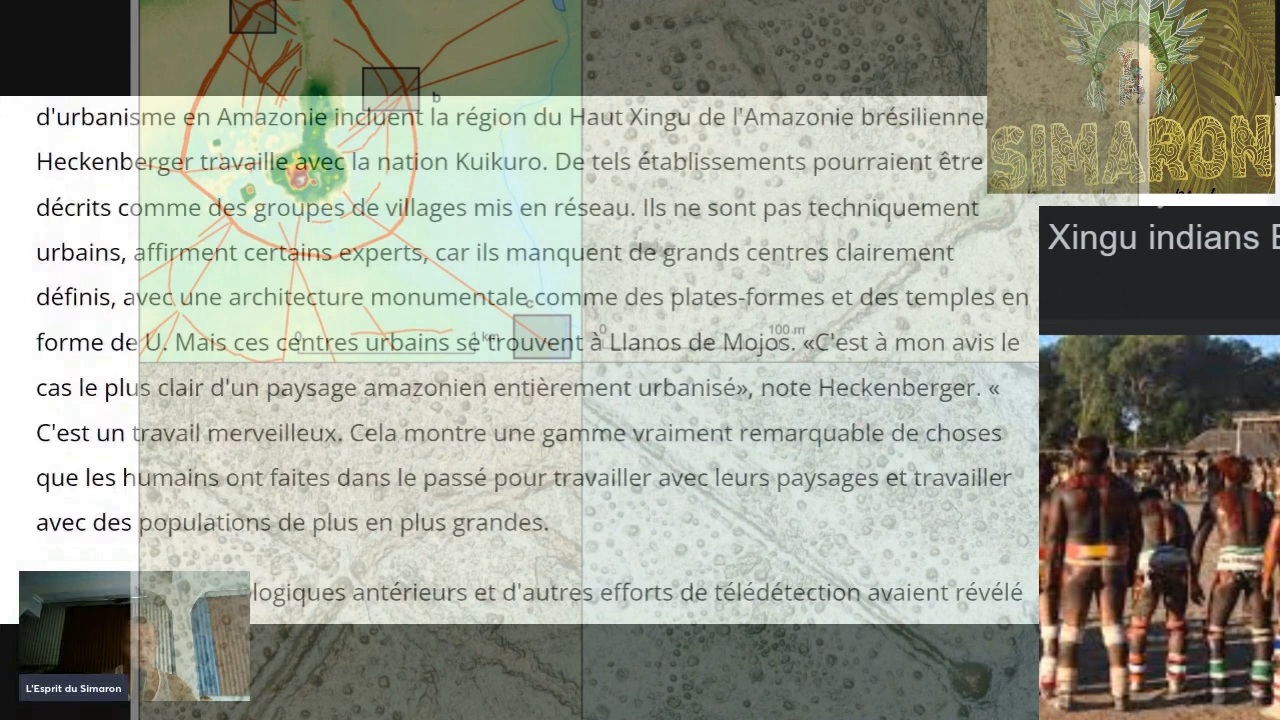 b
d'urbanisme en Amazonie incluent la région du Haut Xingu de l'Amazonie brésilienne,
Heckenberger travaille avec la nation Kuikuro. De tels établissements pourraient être
décrits comme des groupes de villages mis en réseau. Ils ne sont pas techniquement
urbains, affirment certains experts, car ils manquent de grands centres clairement
définis, avec une architecture monumentale comme des plates-formes et des temples en
forme de U. Mais ces centres urbains se trouvent à Llanos de Mojos. «C'est à mon avis le
cas le plus clair d'un paysage amazonien entièrement urbanisé», note Heckenberger. «
C'est un travail merveilleux. Cela montre une gamme vraiment remarquable de choses
que les humains ont faites dans le passé pour travailler avec leurs paysages et travailler
avec des populations de plus en plus grandes.
logiques antérieurs et d'autres efforts de télédétection avaient révélé
c
0 1 km
0 100 m
SIMARON
Xingu indians
L'Esprit du Simaron